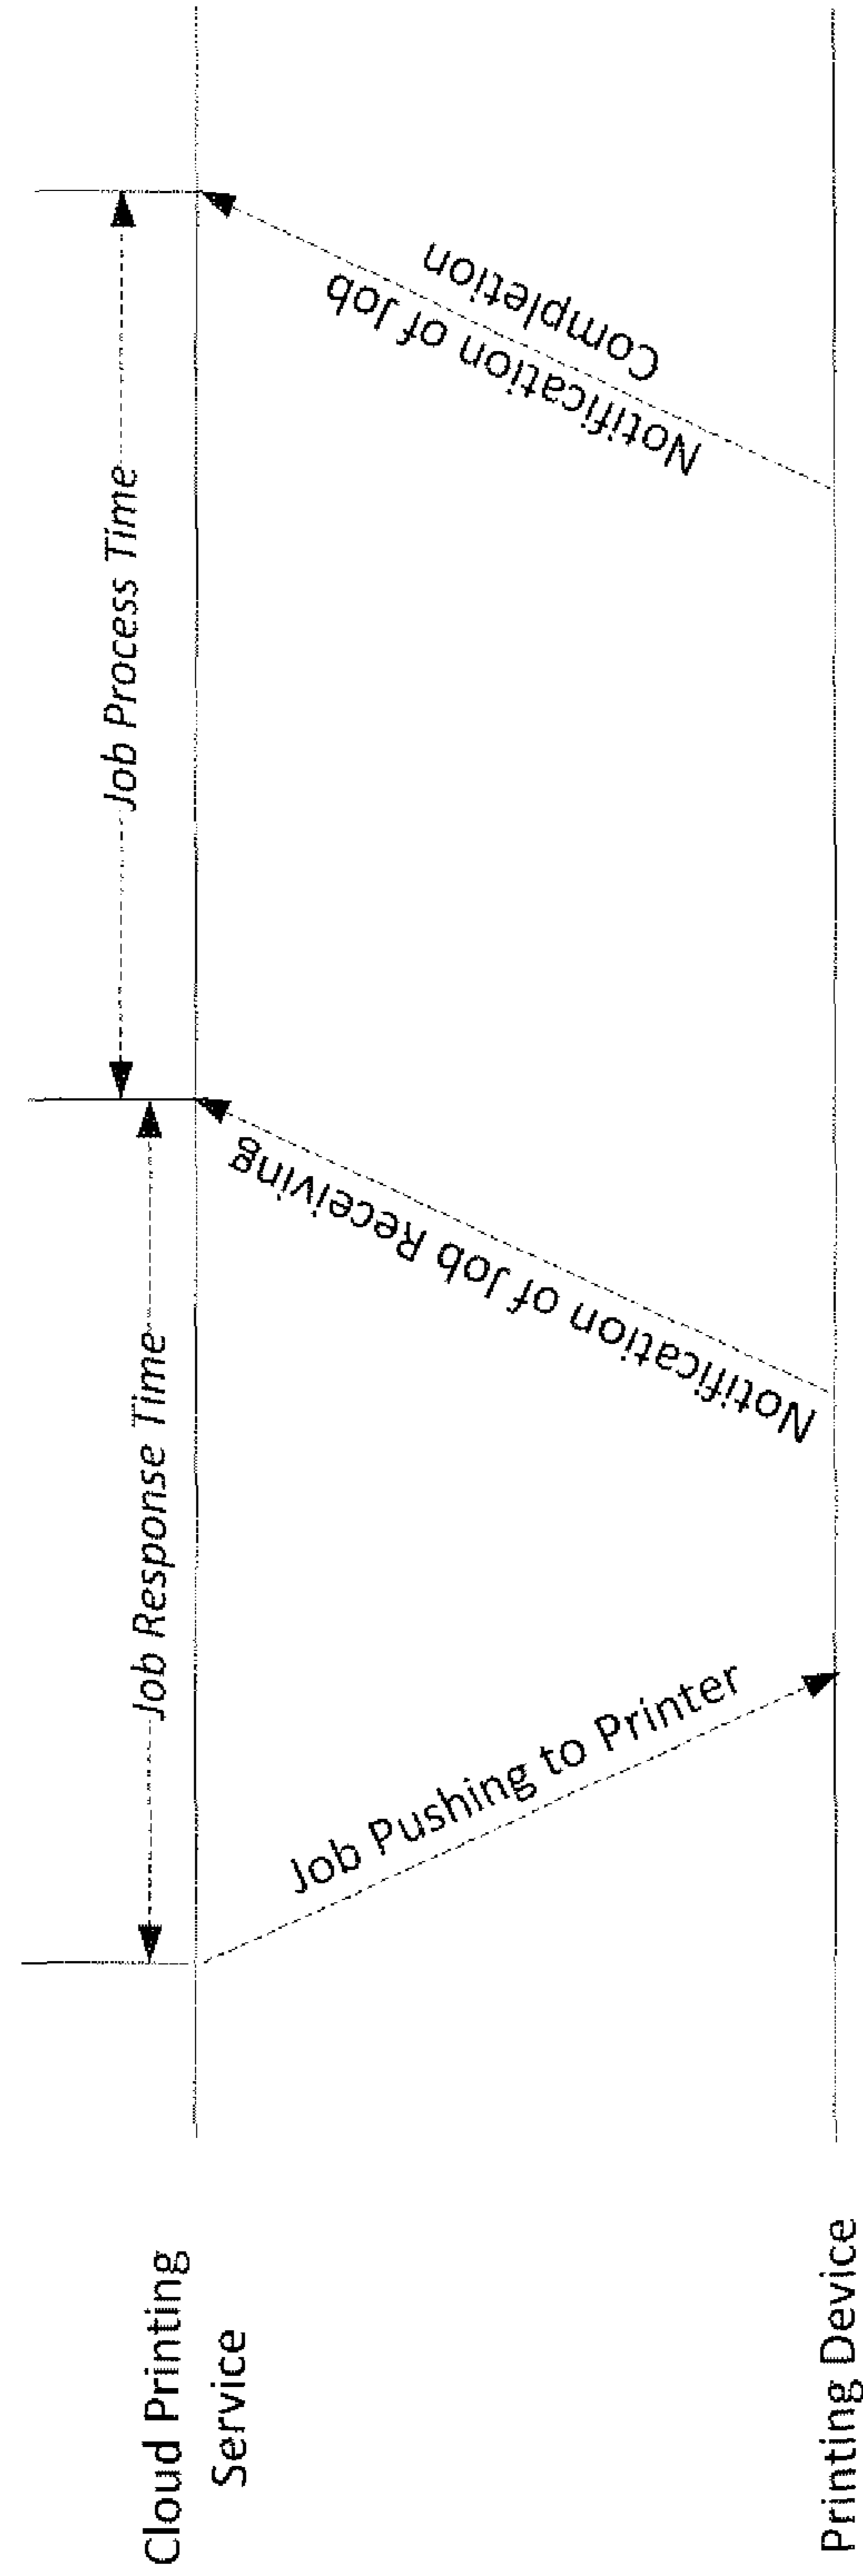 Cloud Printing
Service
Job Response Time
Job Process Time
Job Pushing to Printer
Notification of Job Receiving
Notification of Job
Completion
Printing Device